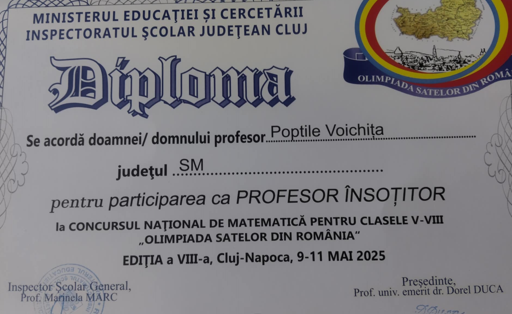 MINISTERUL EDUCAȚIEI ȘI CERCETĂRII
INSPECTORATUL ȘCOLAR JUDEȚEAN CLUJ
OLIMPIADA SATELOR DIN ROMÂ
Diploma
Se acordă doamnei/ domnului profesor Poptile Voichița
județul SM
pentru participarea ca PROFESOR ÎNSOȚITOR
la CONCURSUL NAȚIONAL DE MATEMATICĂ PENTRU CLASELE V-VIII
„OLIMPIADA SATELOR DIN ROMÂNIA“
EDIȚIA a VIII-a, Cluj-Napoca, 9-11 MAI 2025
Inspector Școlar General,
Prof. Marinela MARC
Președinte,
Prof. univ. emerit dr. Dorel DUCA